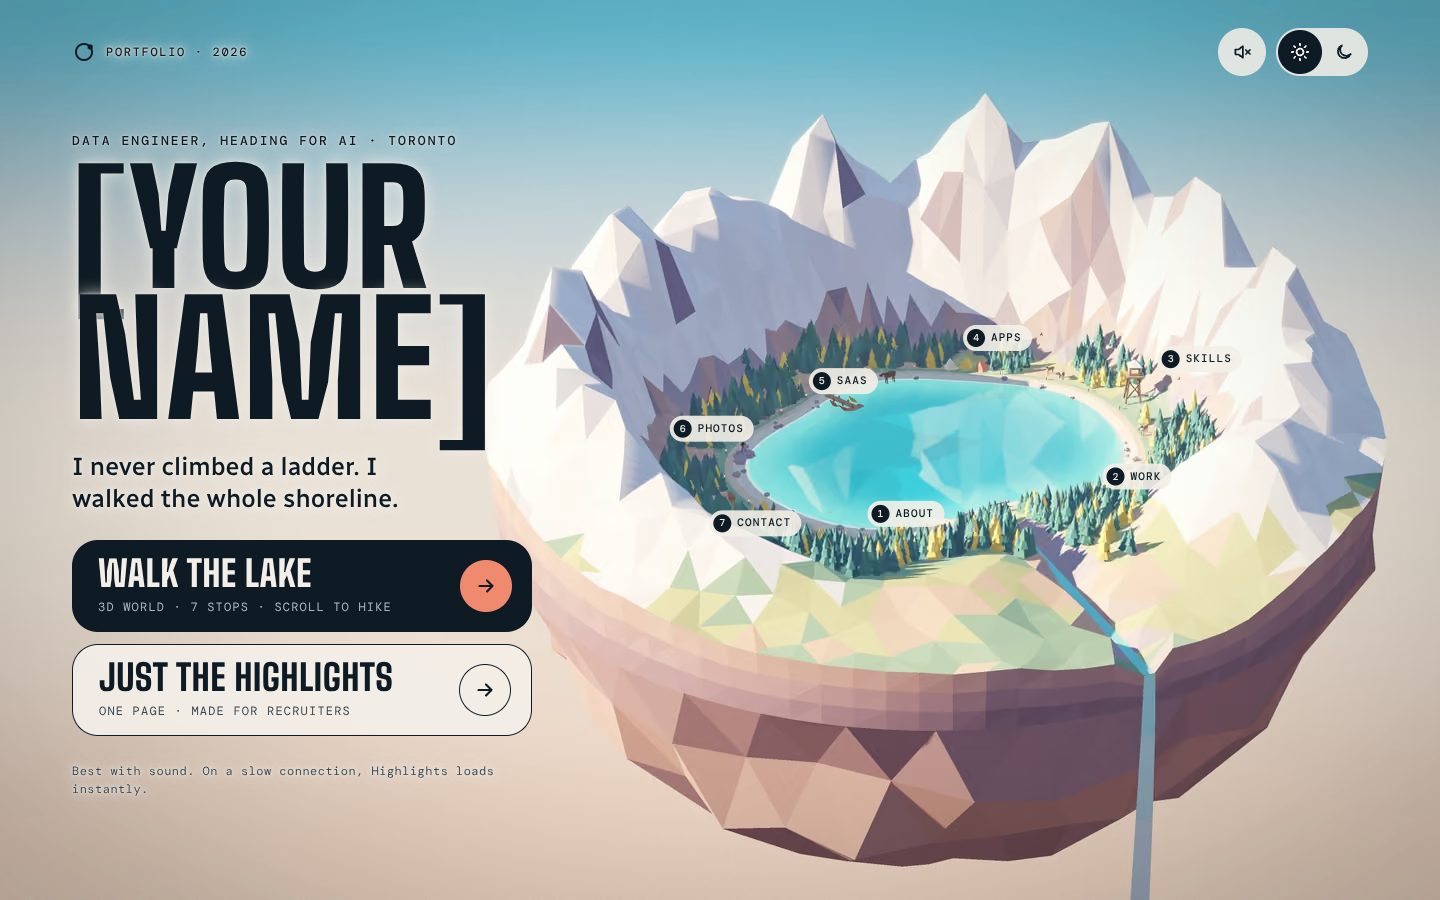 PORTFOLIO · 2026
DATA ENGINEER, HEADING FOR AI · TORONTO
[YOUR
NAME]
I never climbed a ladder. I
walked the whole shoreline.
WALK THE LAKE
3D WORLD · 7 STOPS · SCROLL TO HIKE
JUST THE HIGHLIGHTS
ONE PAGE · MADE FOR RECRUITERS
Best with sound. On a slow connection, Highlights loads
instantly.
4 APPS
3 SKILLS
5 SAAS
6 PHOTOS
2 WORK
1 ABOUT
7 CONTACT